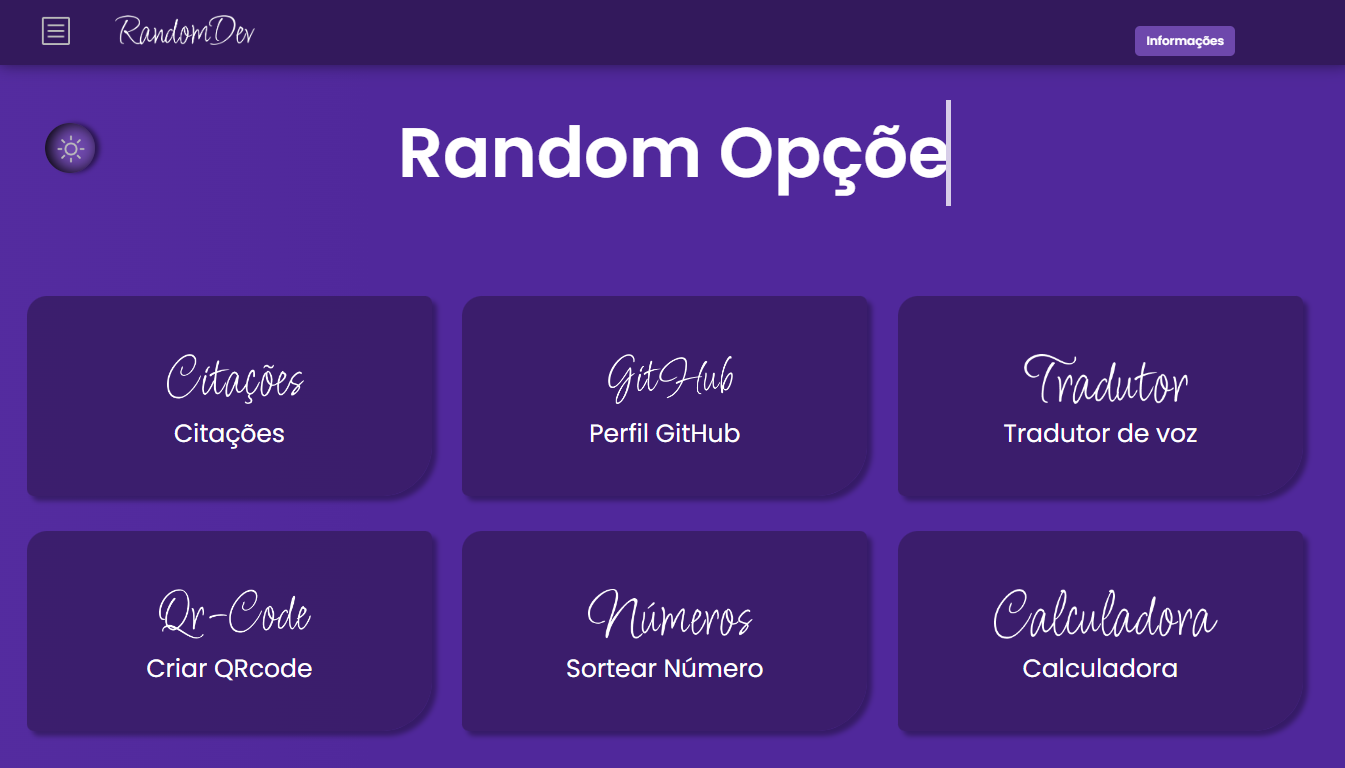 RandomDev
Informações
Random Opçõe
Citações
Citações
GitHub
Perfil GitHub
Tradutor
Tradutor de voz
Qr-Code
Criar QRcode
Números
Sortear Número
Calculadora
Calculadora